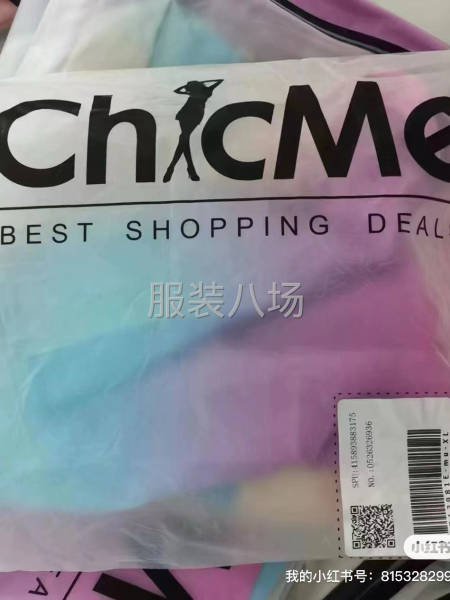 ChicMe
BEST SHOPPING DEAL
服装八场
SPU:415893883175
NO.:0526326936
小红书
我的小红书号：815328299